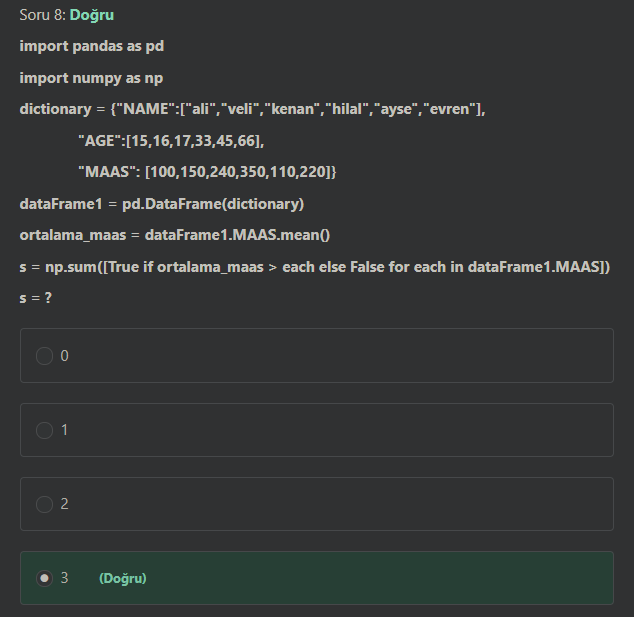 Soru 8: Doğru
import pandas as pd
import numpy as np
dictionary = {"NAME":["ali","veli","kenan","hilal","ayse","evren"],
"AGE":[15,16,17,33,45,66],
"MAAS": [100,150,240,350,110,220]}
dataFrame1 = pd.DataFrame(dictionary)
ortalama_maas = dataFrame1.MAAS.mean()
s = np.sum([True if ortalama_maas > each else False for each in dataFrame1.MAAS])
s = ?
0
1
2
3 (Doğru)